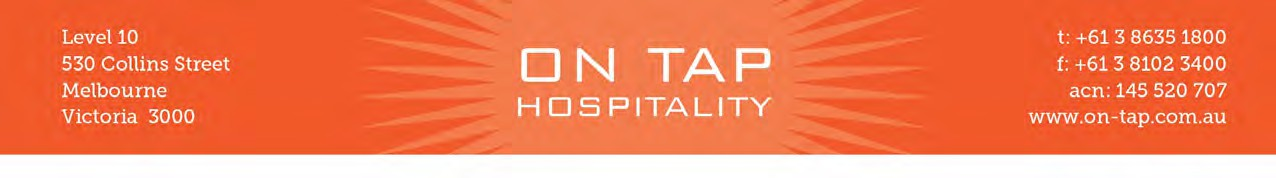 Level 10
530 Collins Street
Melbourne
Victoria 3000
ON TAP
HOSPITALITY
t: +61 3 8635 1800
f: +61 3 8102 3400
acn: 145 520 707
www.on-tap.com.au